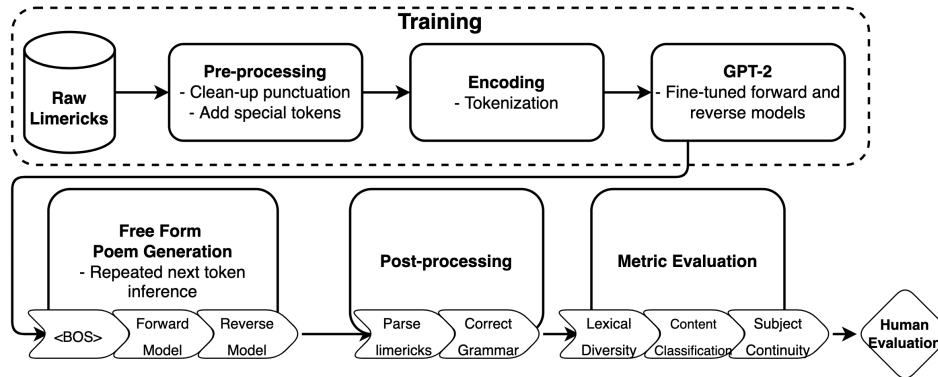 Training
Raw
Limericks
Pre-processing
- Clean-up punctuation
- Add special tokens
Encoding
- Tokenization
GPT-2
- Fine-tuned forward and
reverse models
Free Form
Poem Generation
- Repeated next token
inference
<BOS>
Forward
Model
Reverse
Model
Post-processing
Parse
limericks
Correct
Grammar
Metric Evaluation
Lexical
Diversity
Content
Classification
Subject
Continuity
Human
Evaluation